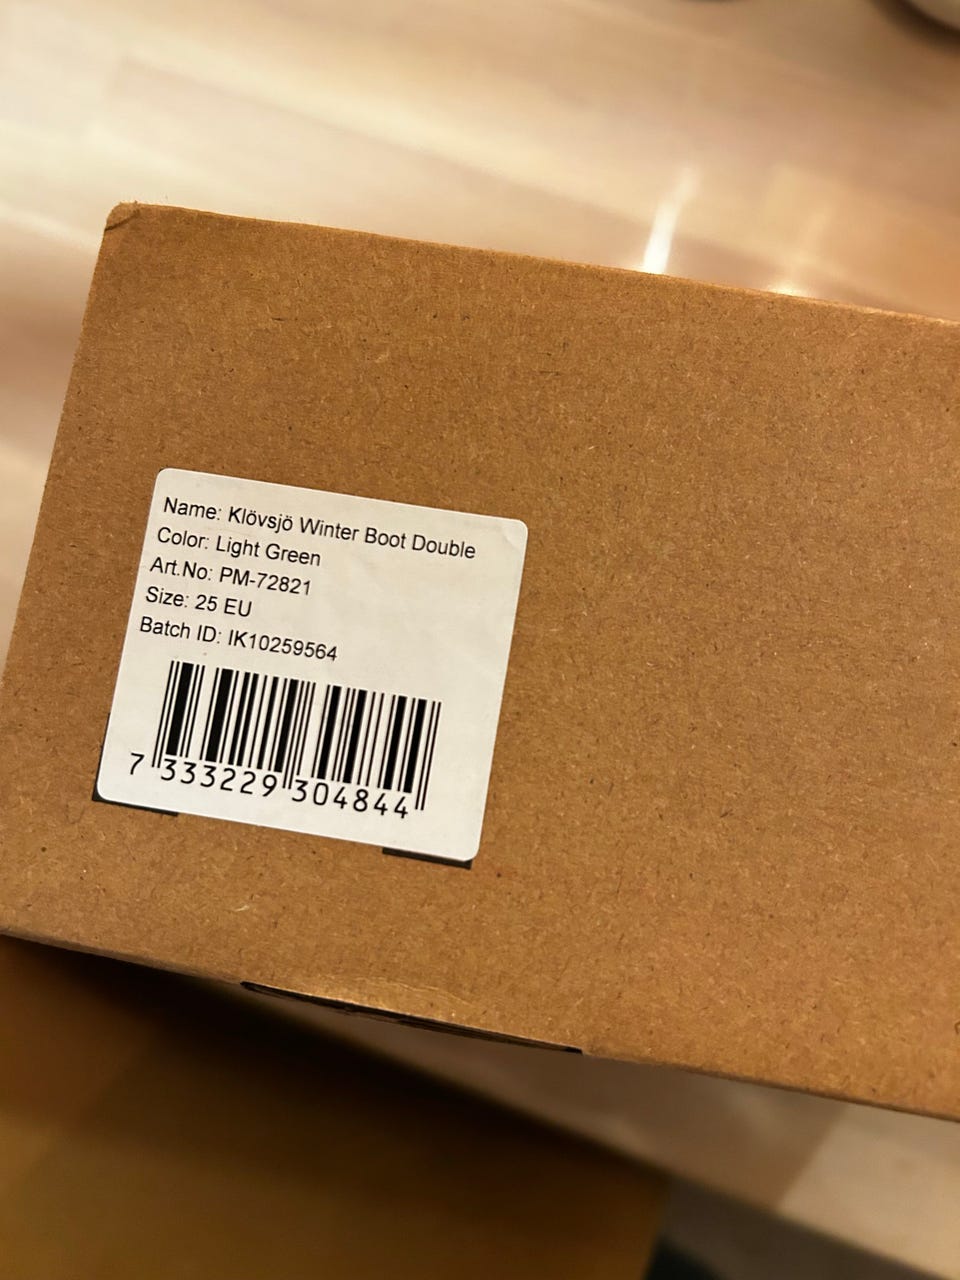 Name: Klövsjö Winter Boot Double
Color: Light Green
Art.No: PM-72821
Size: 25 EU
Batch ID: IK10259564
7 333229 304844